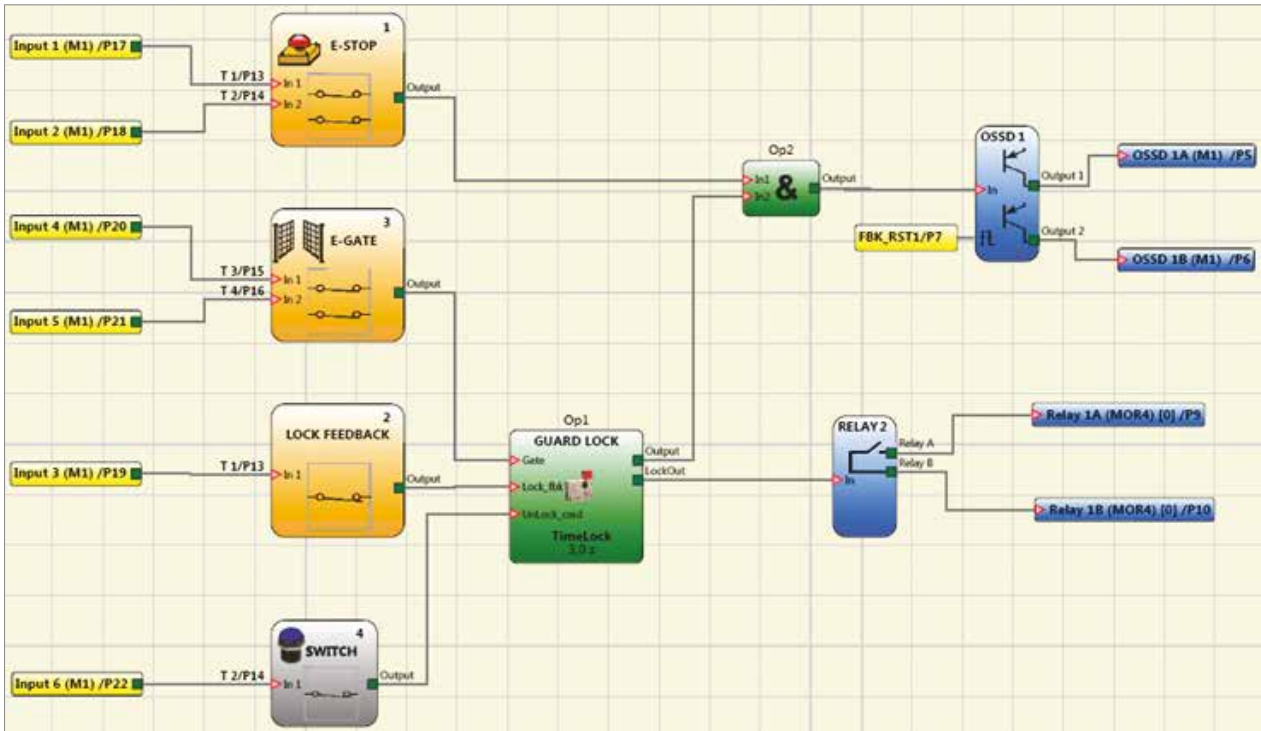 1
E-STOP
Input 1 (M1) /P17
T 1/P13
In 1
T 2/P14
In 2
Output
Input 2 (M1) /P18
3
E-GATE
Input 4 (M1) /P20
T 3/P15
In 1
T 4/P16
In 2
Output
Input 5 (M1) /P21
2
LOCK FEEDBACK
Input 3 (M1) /P19
T 1/P13
In 1
Output
4
SWITCH
Input 6 (M1) /P22
T 2/P14
In 1
Output
Op1
GUARD LOCK
Gate
Lock_fbk
UnLock_cmd
TimeLock
3,0 s
Output
LockOut
Op2
In1
In2
&
Output
OSSD 1
In
FBK_RST1/P7
Output 1
Output 2
OSSD 1A (M1) /P5
OSSD 1B (M1) /P6
RELAY 2
In
Relay A
Relay B
Relay 1A (MOR4) [0] /P9
Relay 1B (MOR4) [0] /P10